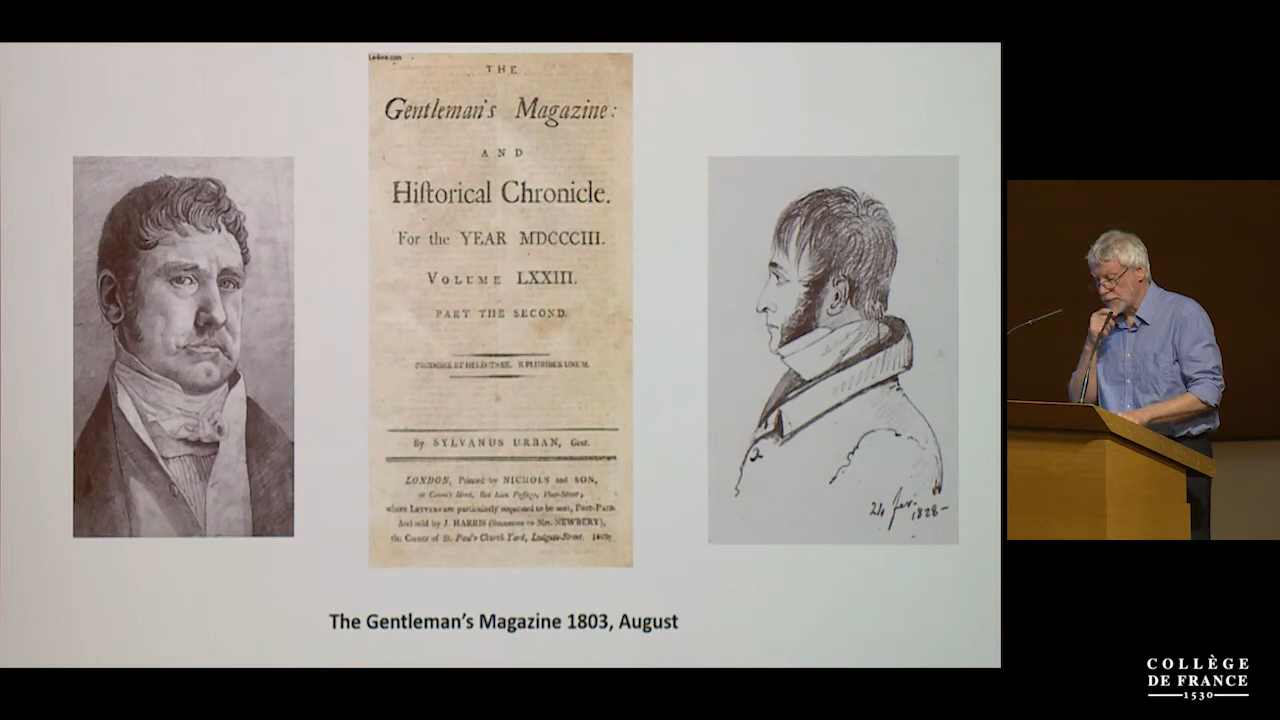 THE
Gentleman's Magazine:
AND
Hiſtorical Chronicle.
For the YEAR MDCCCIII.
VOLUME LXXIII.
PART THE SECOND.
PRODESSE ET DELECTARE. E PLURIBUS UNUM.
By SYLVANUS URBAN, Gent.
LONDON, Printed by NICHOLS and SON,
where LETTERS are particularly requested to be sent, POST-PAID.
And sold by J. HARRIS (Successor to Mrs. NEWBERY),
the Corner of St. Paul's Church Yard, Ludgate-Street.
24
1828-
The Gentleman's Magazine 1803, August
COLLÈGE
DE FRANCE
1530